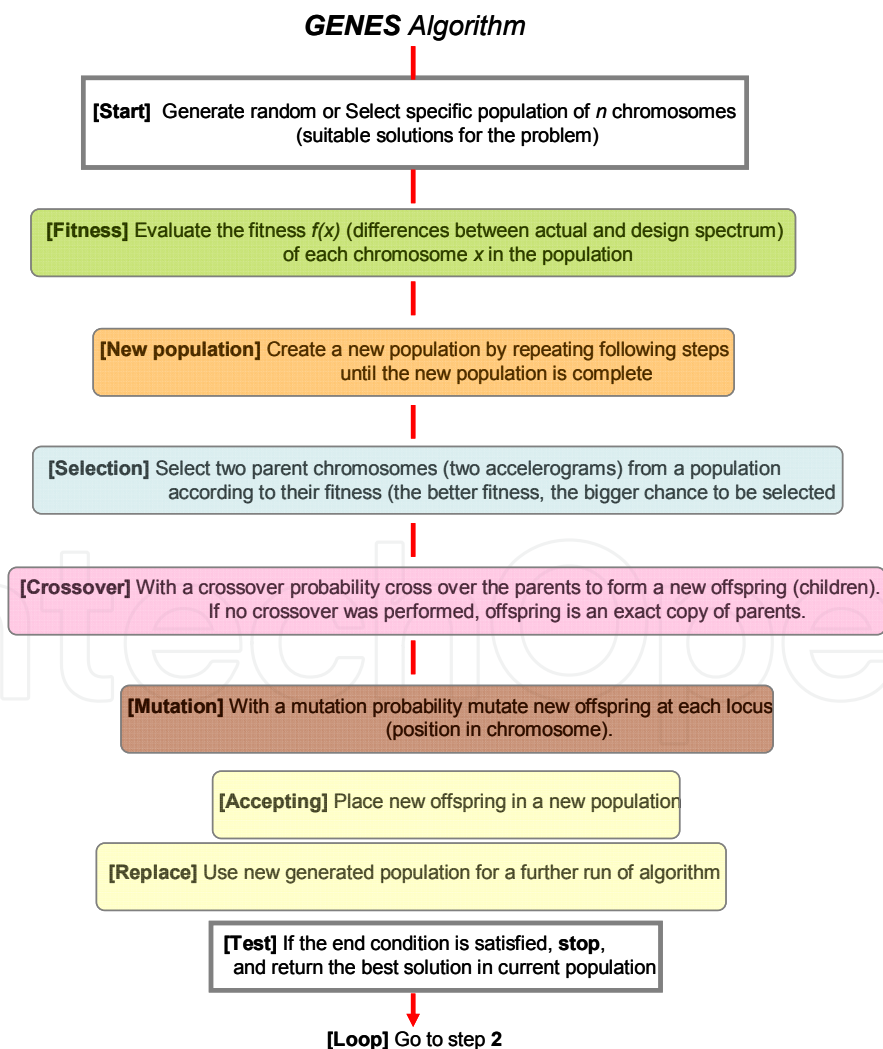 GENES Algorithm
[Start] Generate random or Select specific population of n chromosomes
(suitable solutions for the problem)
[Fitness] Evaluate the fitness f(x) (differences between actual and design spectrum)
of each chromosome x in the population
[New population] Create a new population by repeating following steps
until the new population is complete
[Selection] Select two parent chromosomes (two accelerograms) from a population
according to their fitness (the better fitness, the bigger chance to be selected
[Crossover] With a crossover probability cross over the parents to form a new offspring (children).
If no crossover was performed, offspring is an exact copy of parents.
ntechOpe
[Mutation] With a mutation probability mutate new offspring at each locus
(position in chromosome).
[Accepting] Place new offspring in a new population
[Replace] Use new generated population for a further run of algorithm
[Test] If the end condition is satisfied, stop,
and return the best solution in current population
[Loop] Go to step 2